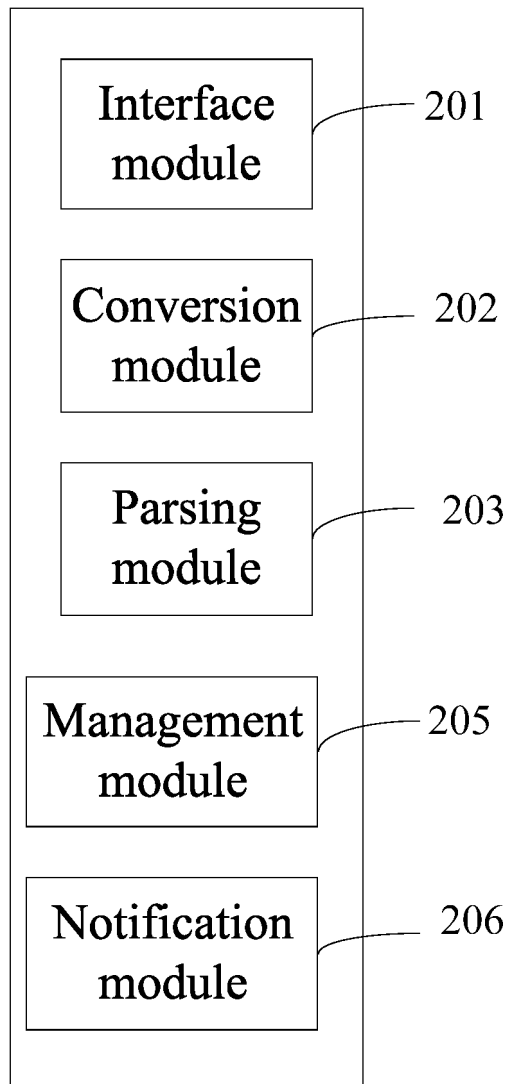 Interface
module
201
Conversion
module
202
Parsing
module
203
Management
module
205
Notification
module
206